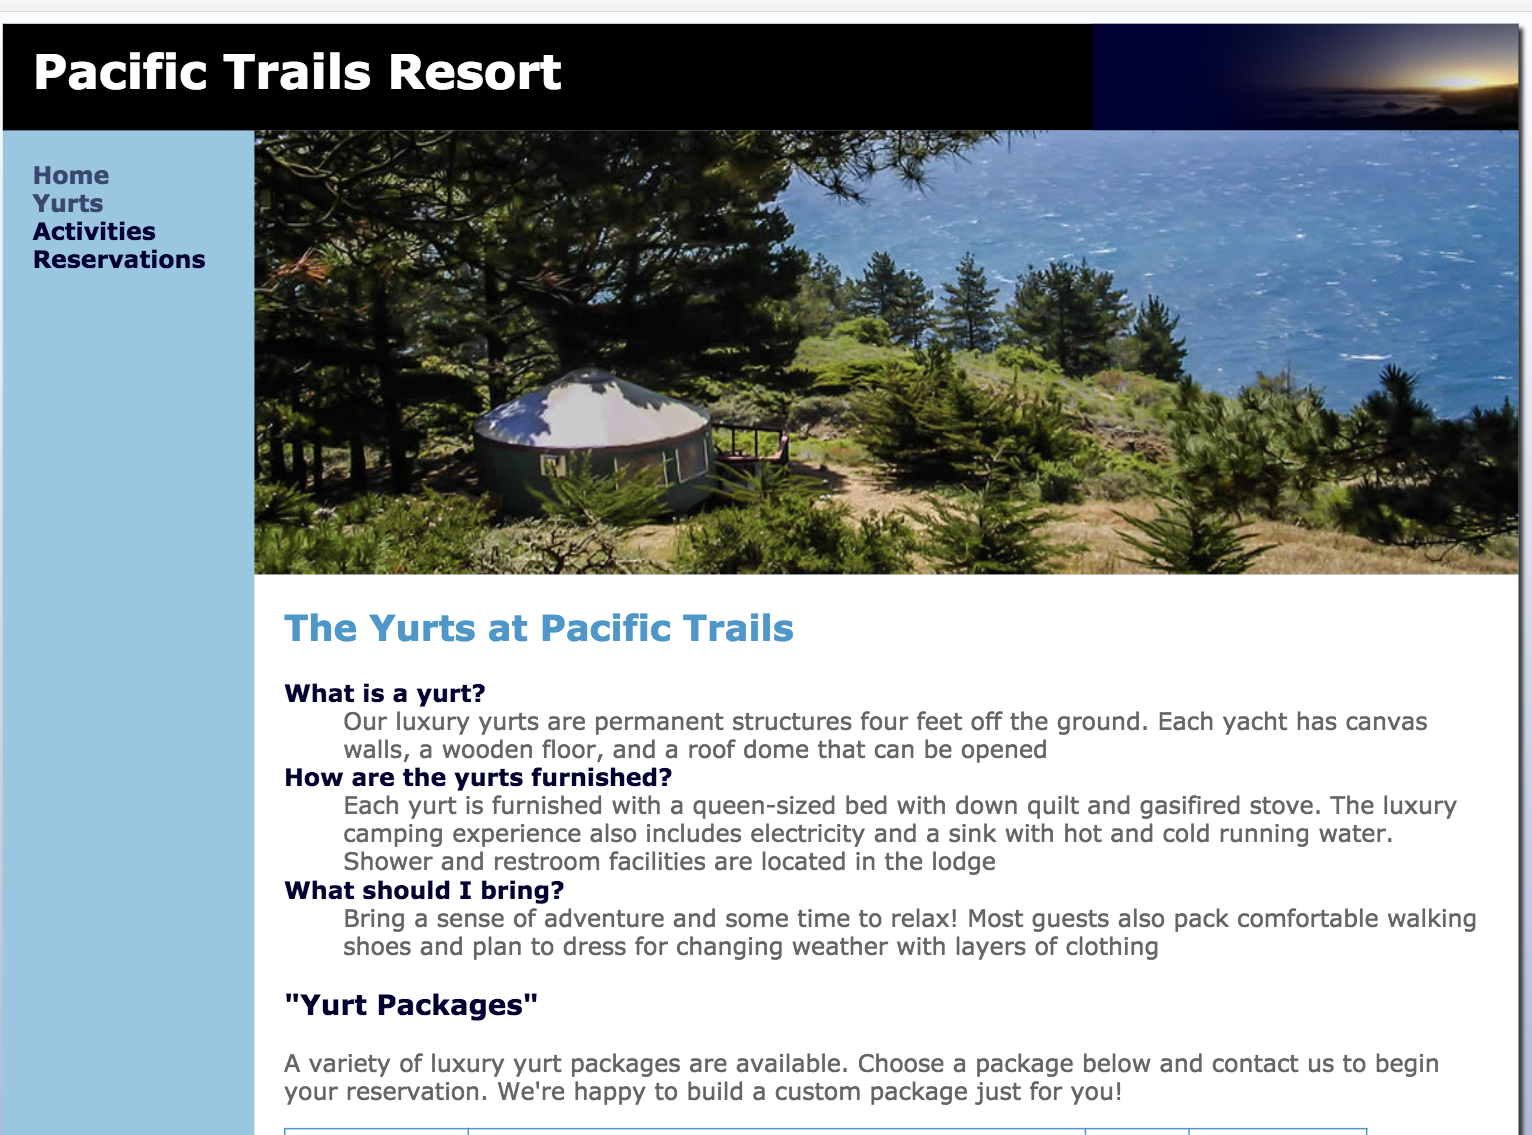 Pacific Trails Resort
Home
Yurts
Activities
Reservations
The Yurts at Pacific Trails
What is a yurt?
Our luxury yurts are permanent structures four feet off the ground. Each yacht has canvas
walls, a wooden floor, and a roof dome that can be opened
How are the yurts furnished?
Each yurt is furnished with a queen-sized bed with down quilt and gasifired stove. The luxury
camping experience also includes electricity and a sink with hot and cold running water.
Shower and restroom facilities are located in the lodge
What should I bring?
Bring a sense of adventure and some time to relax! Most guests also pack comfortable walking
shoes and plan to dress for changing weather with layers of clothing
"Yurt Packages"
A variety of luxury yurt packages are available. Choose a package below and contact us to begin
your reservation. We're happy to build a custom package just for you!